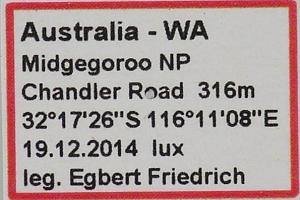 Australia - WA
Midgegoroo NP
Chandler Road 316m
32°17'26"S 116°11'08"E
19.12.2014 lux
leg. Egbert Friedrich